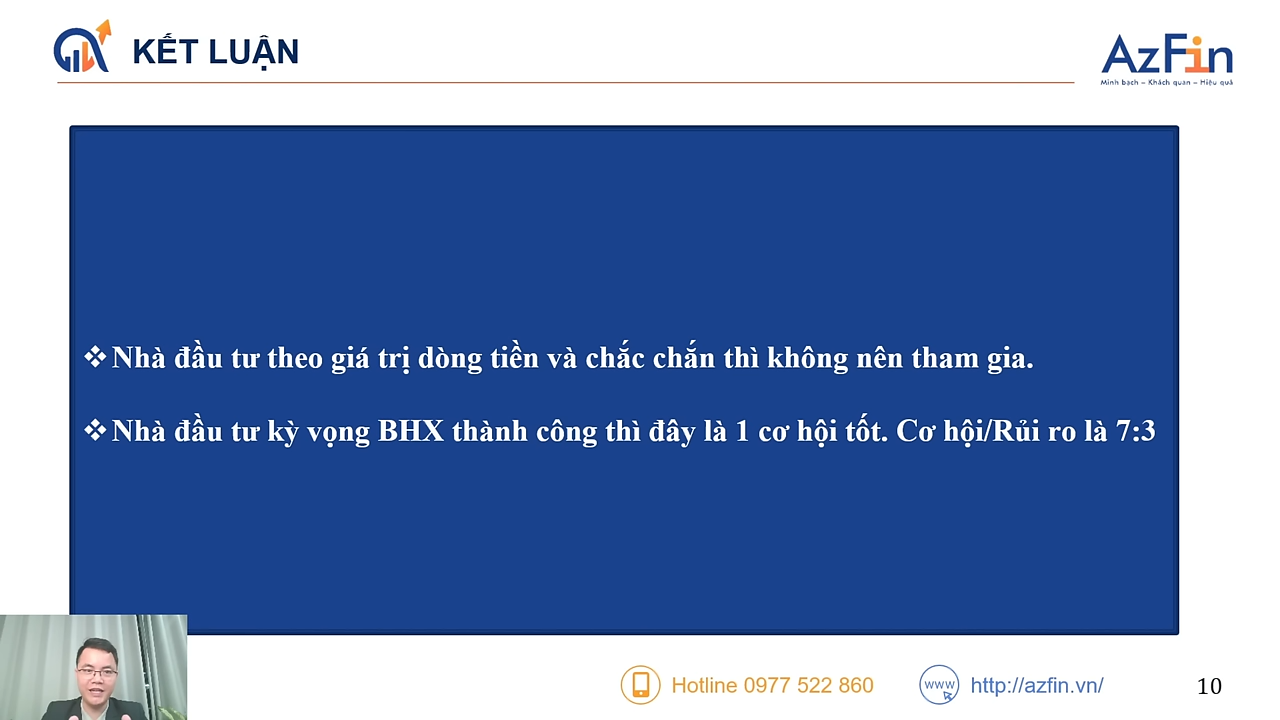 KẾT LUẬN
AzFin
Minh bạch – Khách quan – Hiệu quả
❖Nhà đầu tư theo giá trị dòng tiền và chắc chắn thì không nên tham gia.
❖Nhà đầu tư kỳ vọng BHX thành công thì đây là 1 cơ hội tốt. Cơ hội/Rủi ro là 7:3
Hotline 0977 522 860
www
http://azfin.vn/
10